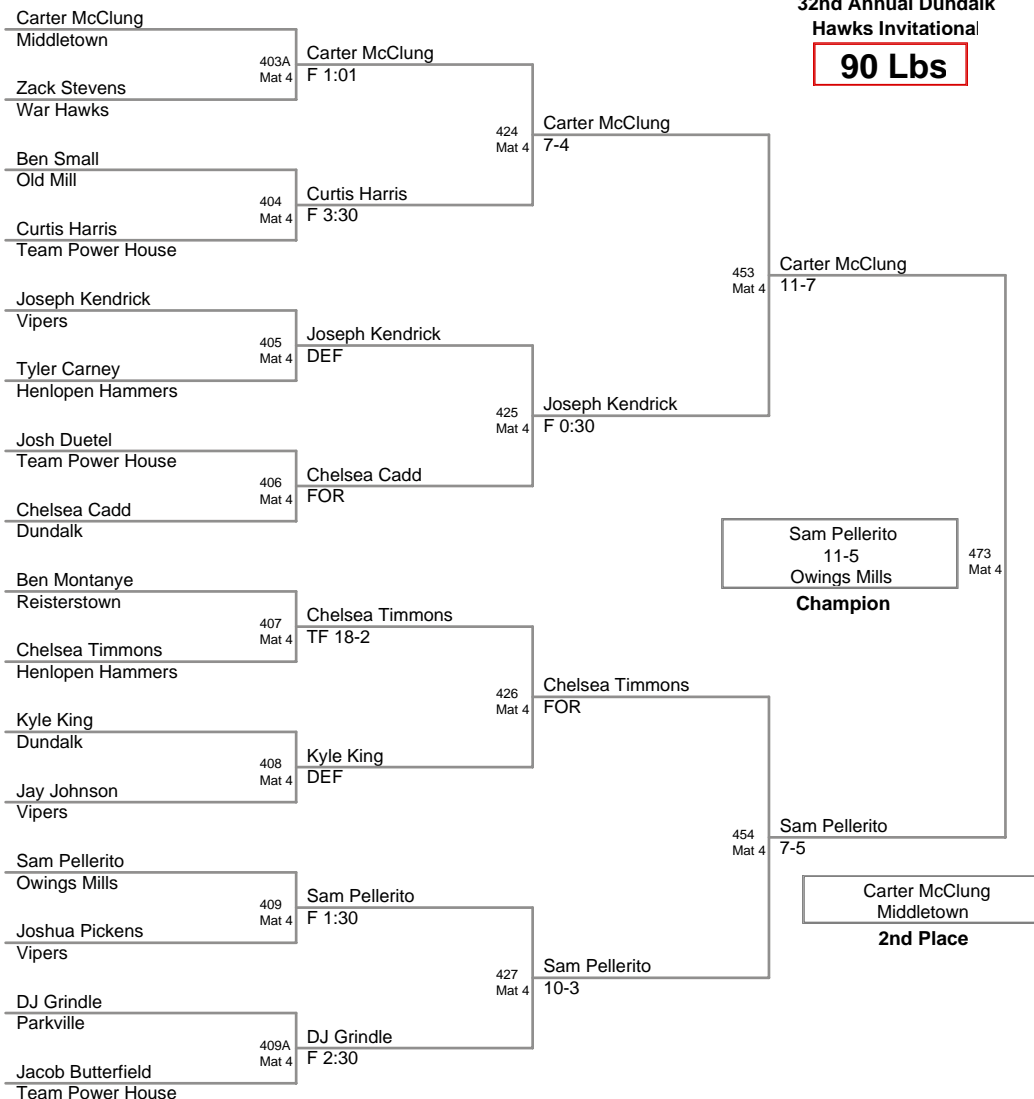 32nd Annual Dundalk
Hawks Invitational
90 Lbs
Carter McClung
Middletown
403A
Mat 4
Carter McClung
F 1:01
Zack Stevens
War Hawks
424
Mat 4
Carter McClung
7-4
Ben Small
Old Mill
404
Mat 4
Curtis Harris
F 3:30
Curtis Harris
Team Power House
453
Mat 4
Carter McClung
11-7
Joseph Kendrick
Vipers
405
Mat 4
Joseph Kendrick
DEF
Tyler Carney
Henlopen Hammers
425
Mat 4
Joseph Kendrick
F 0:30
Josh Duetel
Team Power House
406
Mat 4
Chelsea Cadd
FOR
Chelsea Cadd
Dundalk
Sam Pellerito
11-5
Owings Mills
473
Mat 4
Champion
Ben Montanye
Reisterstown
407
Mat 4
Chelsea Timmons
TF 18-2
Chelsea Timmons
Henlopen Hammers
426
Mat 4
Chelsea Timmons
FOR
Kyle King
Dundalk
408
Mat 4
Kyle King
DEF
Jay Johnson
Vipers
454
Mat 4
Sam Pellerito
7-5
Sam Pellerito
Owings Mills
409
Mat 4
Sam Pellerito
F 1:30
Carter McClung
Middletown
2nd Place
Joshua Pickens
Vipers
427
Mat 4
Sam Pellerito
10-3
DJ Grindle
Parkville
409A
Mat 4
DJ Grindle
F 2:30
Jacob Butterfield
Team Power House